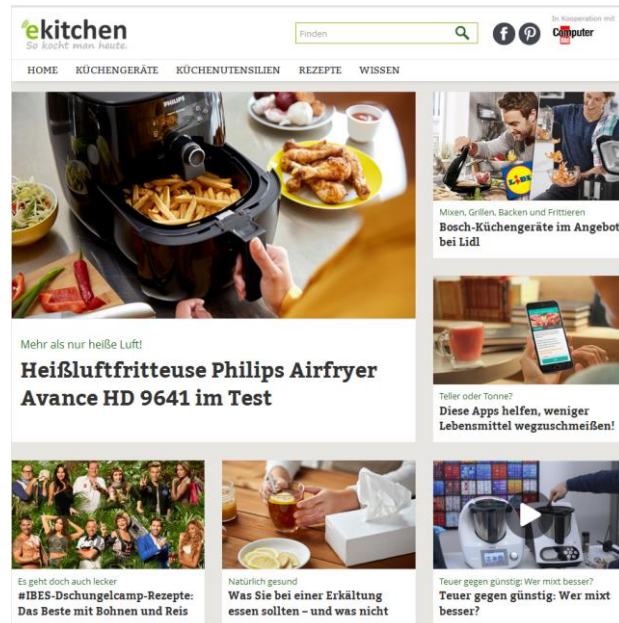 ekitchen
So kocht man heute.
Finden
In Kooperation mit
Computer
HOME KÜCHENGERÄTE KÜCHENUTENSILIEN REZEPTE WISSEN
PHILIPS
Mehr als nur heiße Luft!
Heißluftfritteuse Philips Airfryer
Avance HD 9641 im Test
LIDL
Mixen, Grillen, Backen und Frittieren
Bosch-Küchengeräte im Angebot
bei Lidl
Teller oder Tonne?
Diese Apps helfen, weniger
Lebensmittel wegzuschmeißen!
Es geht doch auch lecker
#IBES-Dschungelcamp-Rezepte:
Das Beste mit Bohnen und Reis
Natürlich gesund
Was Sie bei einer Erkältung
essen sollten – und was nicht
Teuer gegen günstig: Wer mixt besser?
Teuer gegen günstig: Wer mixt
besser?